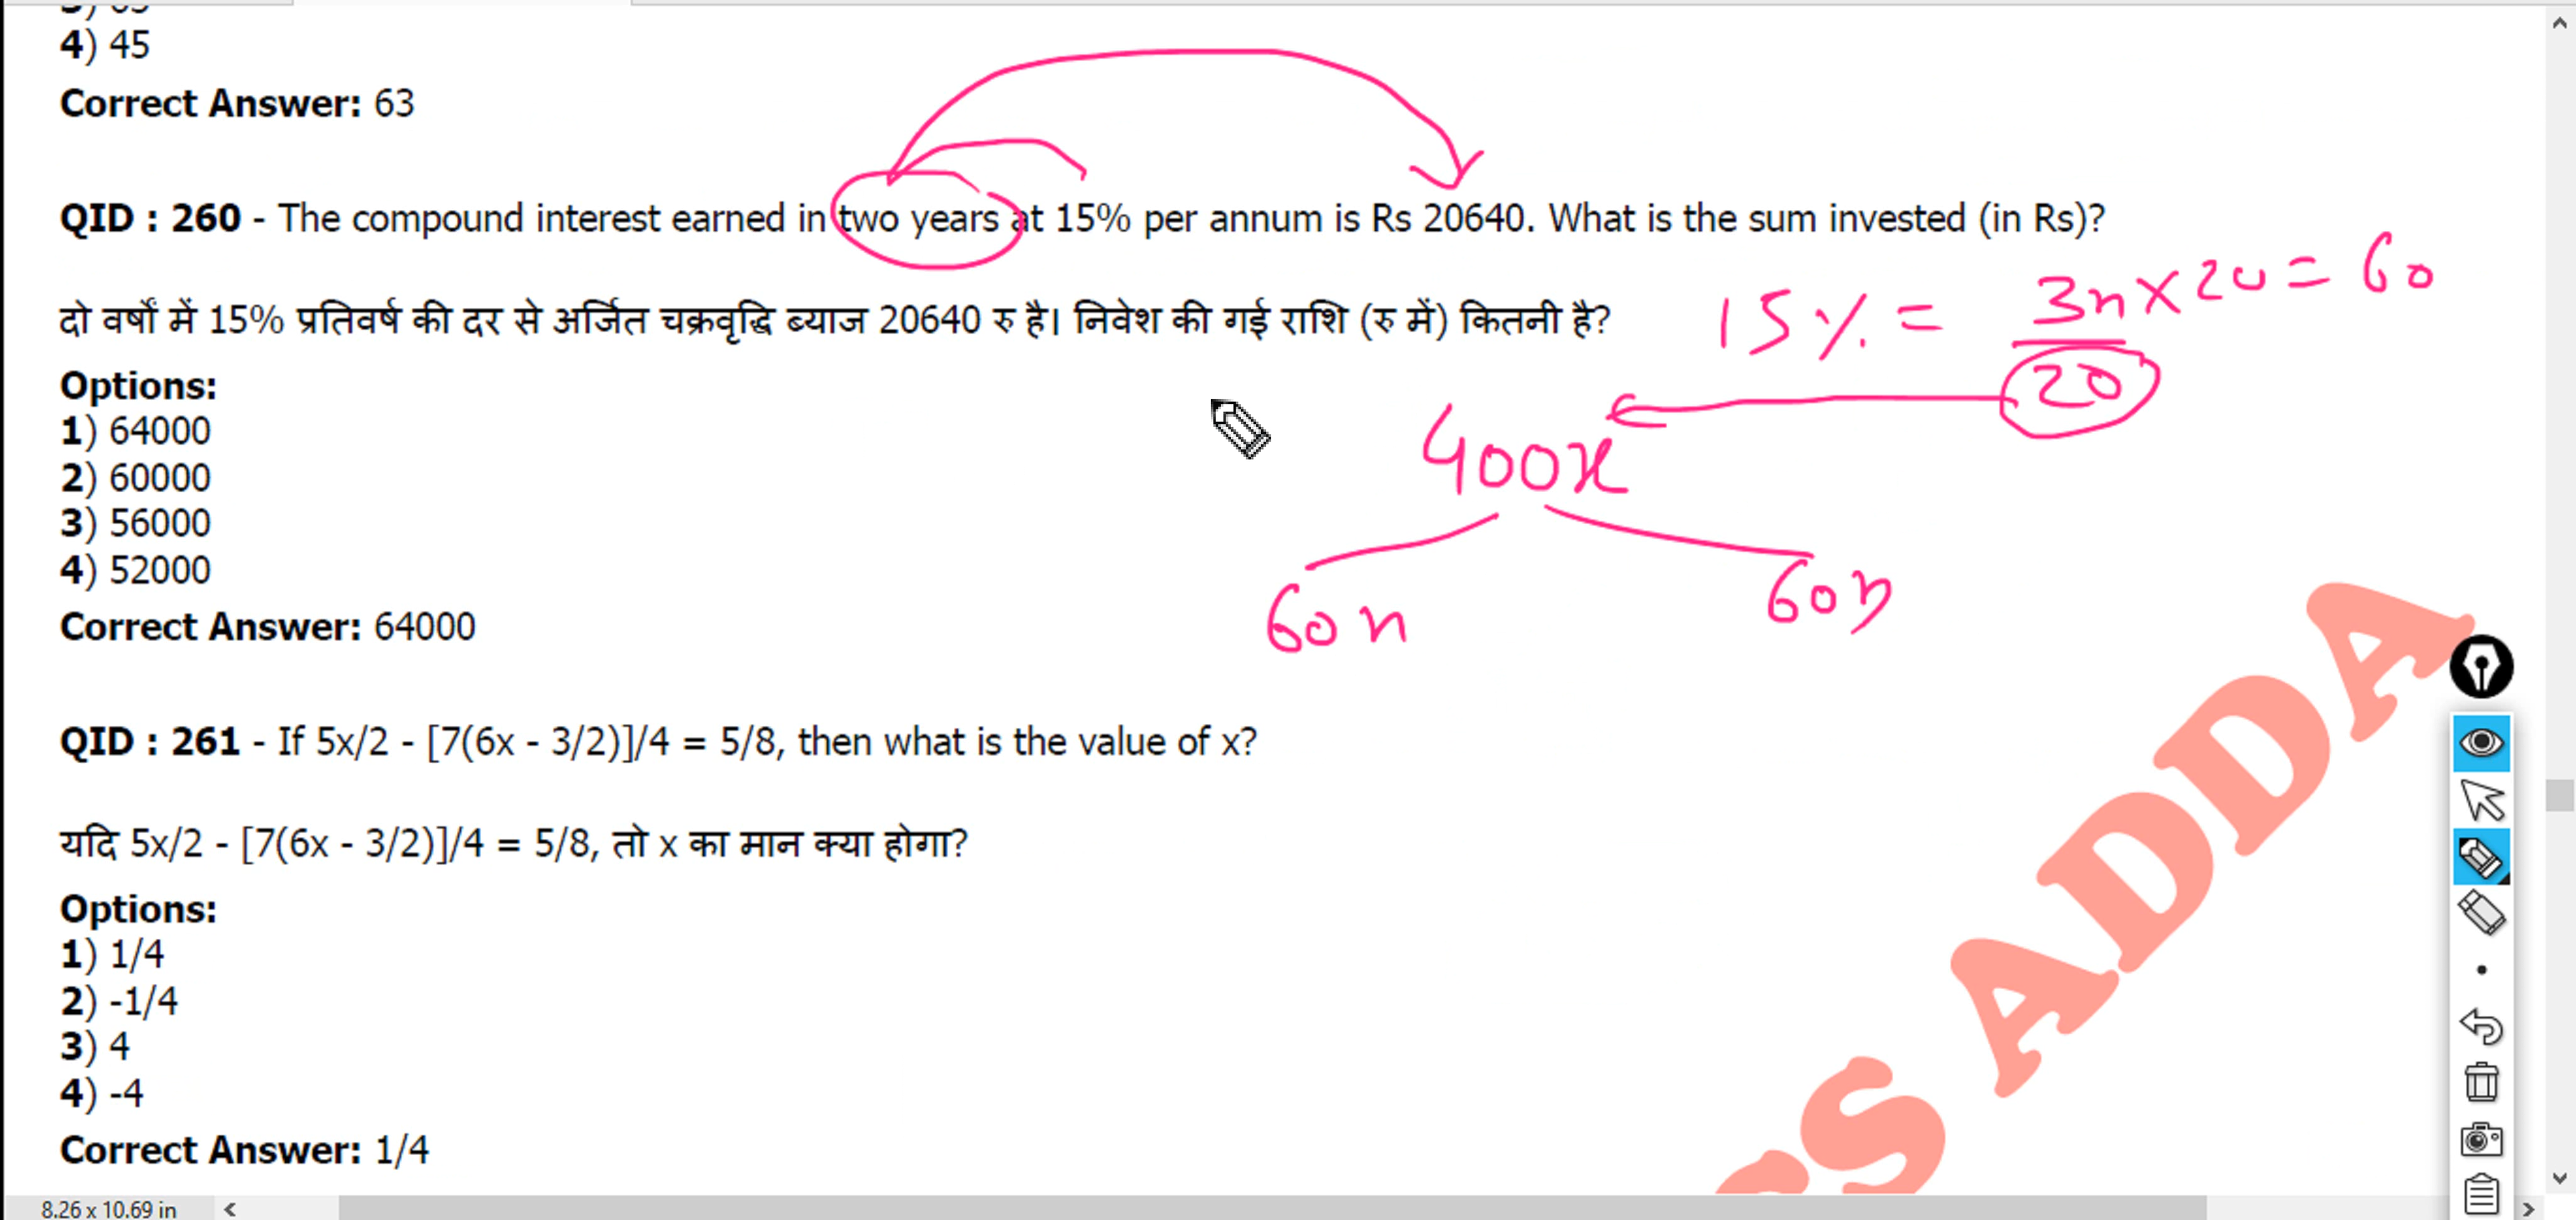 4) 45
Correct Answer: 63
QID : 260 - The compound interest earned in two years at 15% per annum is Rs 20640. What is the sum invested (in Rs)?
15% = 3x × 20 = 60
20
दो वर्षों में 15% प्रतिवर्ष की दर से अर्जित चक्रवृद्धि ब्याज 20640 रु है। निवेश की गई राशि (रु में) कितनी है?
Options:
1) 64000
400x
2) 60000
3) 56000
4) 52000
60x 60x
Correct Answer: 64000
QID : 261 - If 5x/2 - [7(6x - 3/2)]/4 = 5/8, then what is the value of x?
यदि 5x/2 - [7(6x - 3/2)]/4 = 5/8, तो x का मान क्या होगा?
Options:
1) 1/4
2) -1/4
3) 4
4) -4
Correct Answer: 1/4
S ADDA
8.26 x 10.69 in